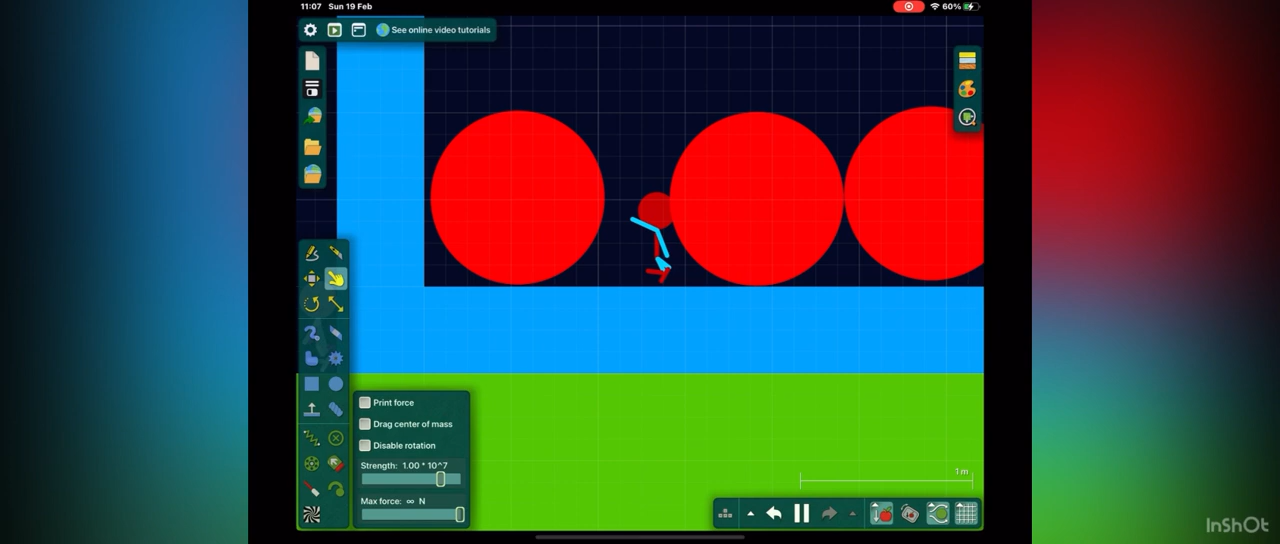 11:07 Sun 19 Feb
60%
See online video tutorials
Print force
Drag center of mass
Disable rotation
Strength: 1.00 * 10^7
Max force: ∞ N
1 m
InShOt